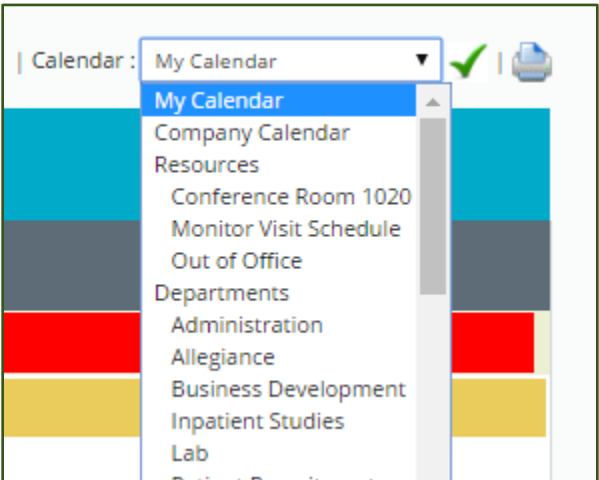 | Calendar : My Calendar |
My Calendar
Company Calendar
Resources
Conference Room 1020
Monitor Visit Schedule
Out of Office
Departments
Administration
Allegiance
Business Development
Inpatient Studies
Lab